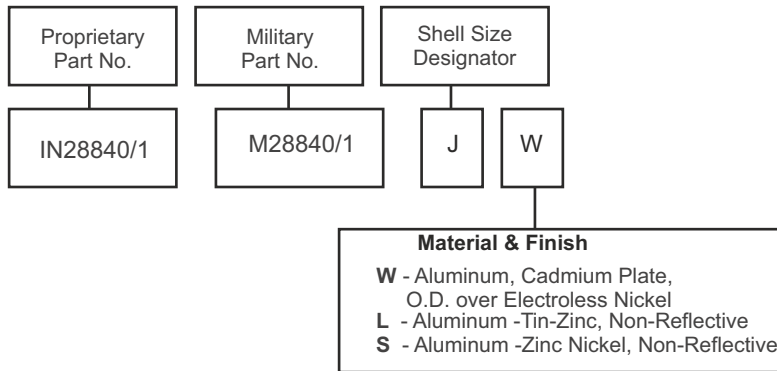 Proprietary
Part No.
Military
Part No.
Shell Size
Designator
IN28840/1
M28840/1
J
W
Material & Finish
W - Aluminum, Cadmium Plate,
O.D. over Electroless Nickel
L - Aluminum -Tin-Zinc, Non-Reflective
S - Aluminum -Zinc Nickel, Non-Reflective